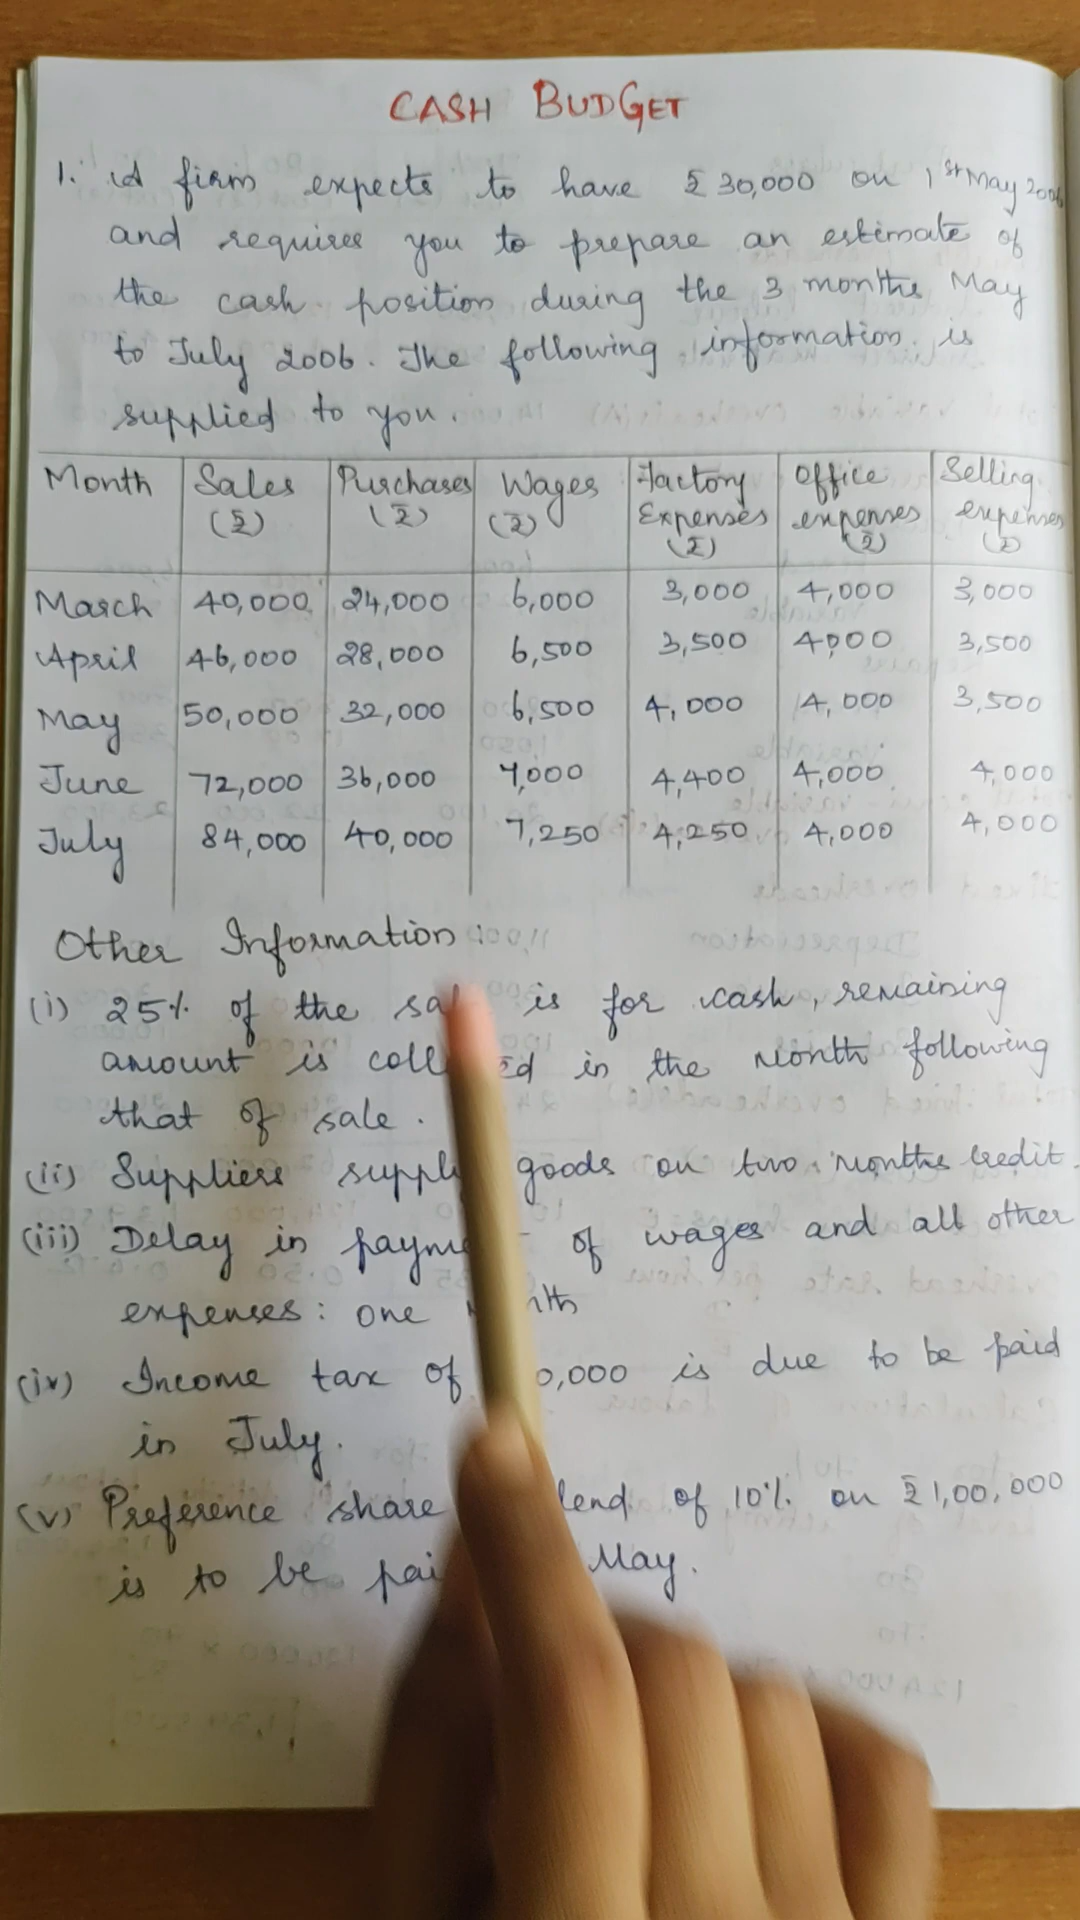 CASH BUDGET
1. A firm expects to have ₹ 30,000 on 1st May 2006
and requires you to prepare an estimate of
the cash position during the 3 months May
to July 2006. The following information is
supplied to you.
Month Sales (₹) Purchases (₹) Wages (₹) Factory Expenses (₹) Office expenses (₹) Selling expenses (₹)
March 40,000 24,000 6,000 3,000 4,000 3,000
April 46,000 28,000 6,500 3,500 4000 3,500
May 50,000 32,000 6,500 4,000 4,000 3,500
June 72,000 36,000 7,000 4,400 4,000 4,000
July 84,000 40,000 7,250 4,250 4,000 4,000
Other Information:
(i) 25% of the is for cash, remaining
amount is in the month following
that of sale.
(ii) Suppliers supply goods on two months credit.
(iii) Delay in of wages and all other
expenses: one
(iv) Income tax of is due to be paid
in July.
(v) Preference share of 10% on ₹ 1,00,000
is to be May.